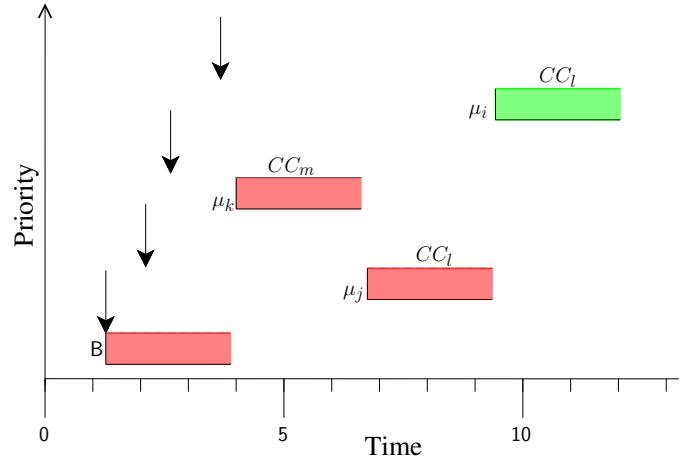 CC_l
μ_i
CC_m
μ_k
Priority
CC_l
μ_j
B
0
5
10
Time